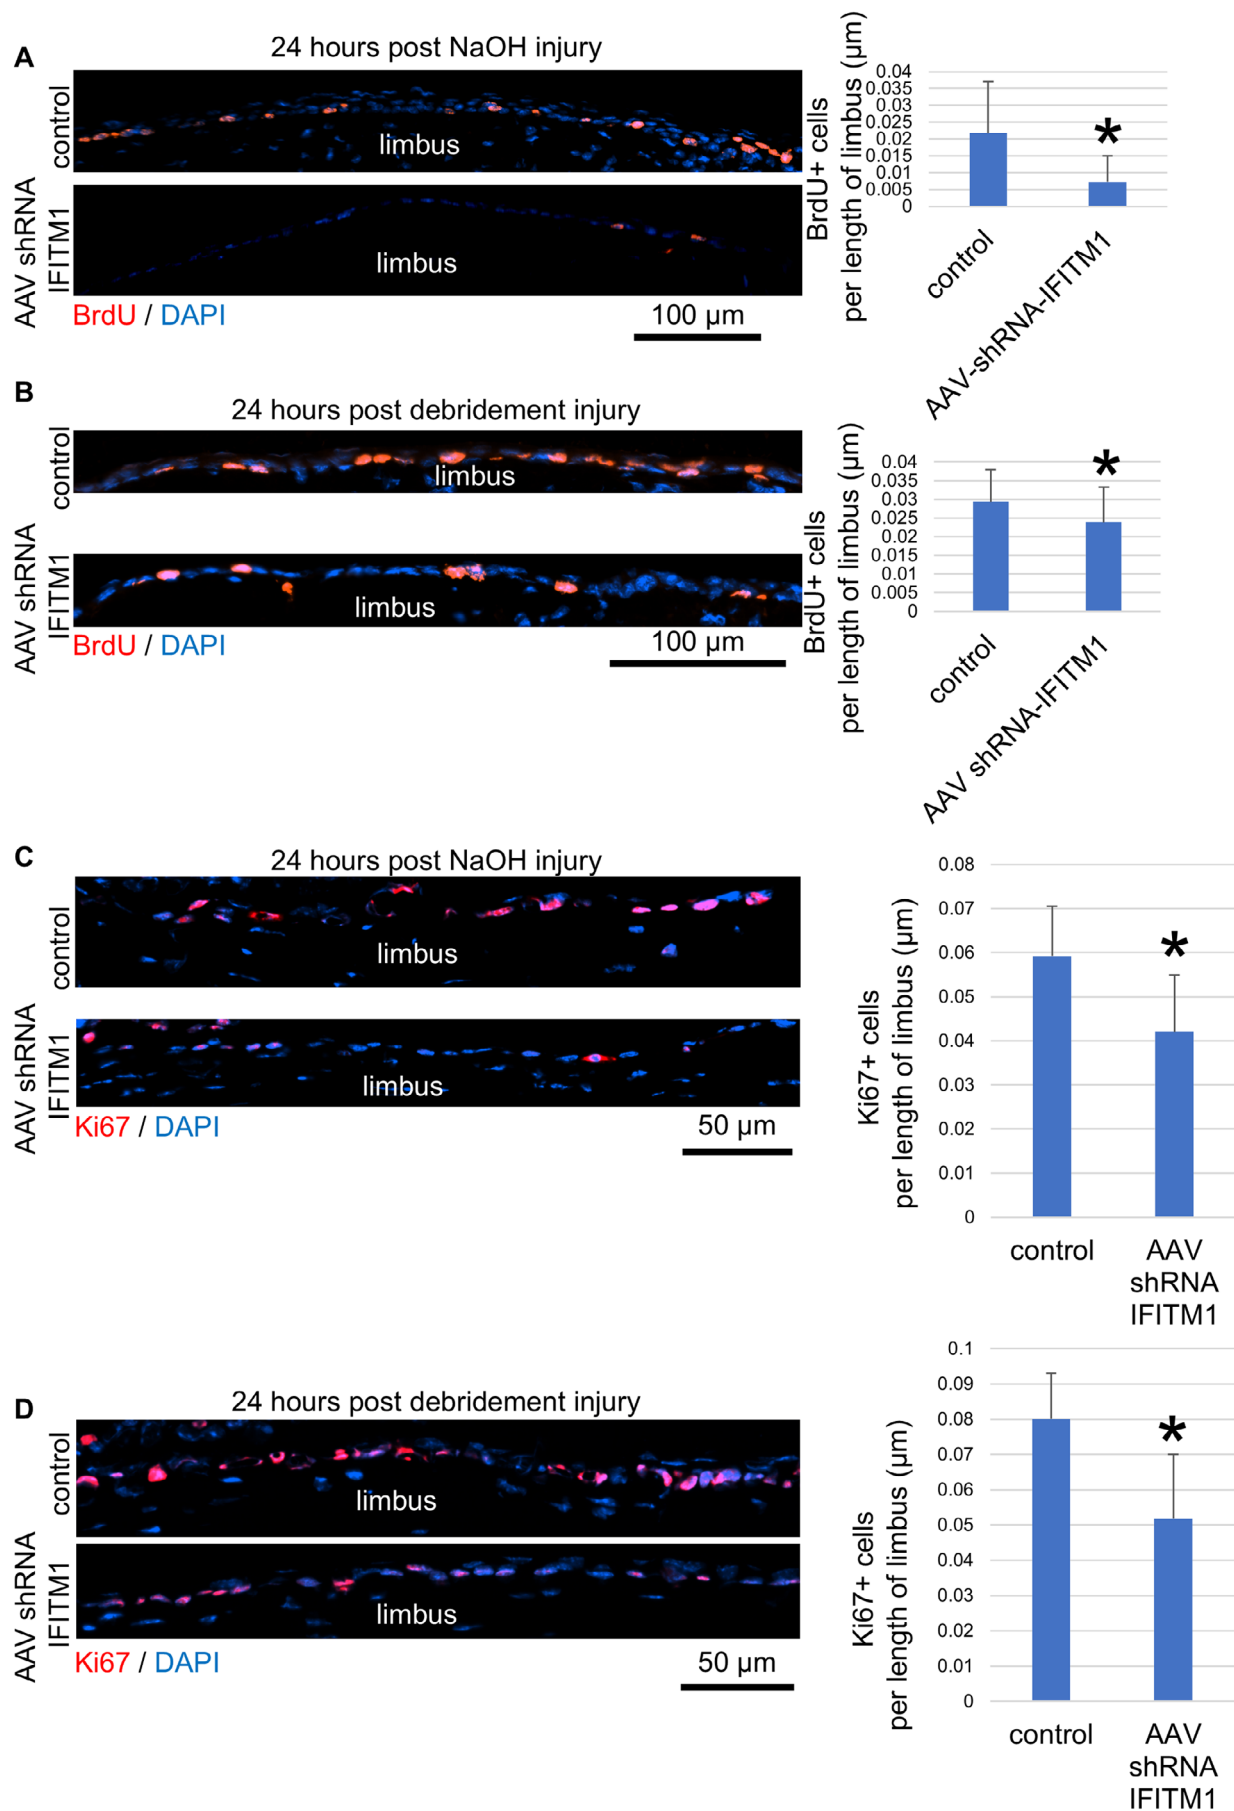 A
24 hours post NaOH injury
control
limbus
AAV shRNA
IFITM1
limbus
BrdU / DAPI
100 µm
BrdU+ cells
per length of limbus (µm)
0.04
0.035
0.03
0.025
0.02
0.015
0.01
0.005
0
*
control
AAV-shRNA-IFITM1
B
24 hours post debridement injury
control
limbus
AAV shRNA
IFITM1
limbus
BrdU / DAPI
100 µm
BrdU+ cells
per length of limbus (µm)
0.04
0.035
0.03
0.025
0.02
0.015
0.01
0.005
0
*
control
AAV shRNA-IFITM1
C
24 hours post NaOH injury
control
limbus
AAV shRNA
IFITM1
limbus
Ki67 / DAPI
50 µm
Ki67+ cells
per length of limbus (µm)
0.08
0.07
0.06
0.05
0.04
0.03
0.02
0.01
0
*
control
AAV
shRNA
IFITM1
D
24 hours post debridement injury
control
limbus
AAV shRNA
IFITM1
limbus
Ki67 / DAPI
50 µm
Ki67+ cells
per length of limbus (µm)
0.1
0.09
0.08
0.07
0.06
0.05
0.04
0.03
0.02
0.01
0
*
control
AAV
shRNA
IFITM1